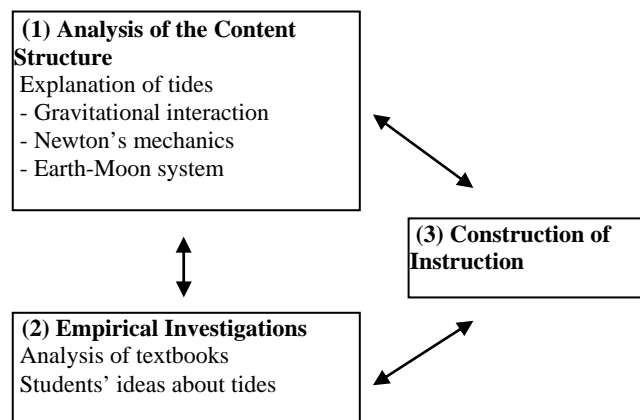 (1) Analysis of the Content
Structure
Explanation of tides
- Gravitational interaction
- Newton’s mechanics
- Earth-Moon system
(3) Construction of
Instruction
(2) Empirical Investigations
Analysis of textbooks
Students’ ideas about tides